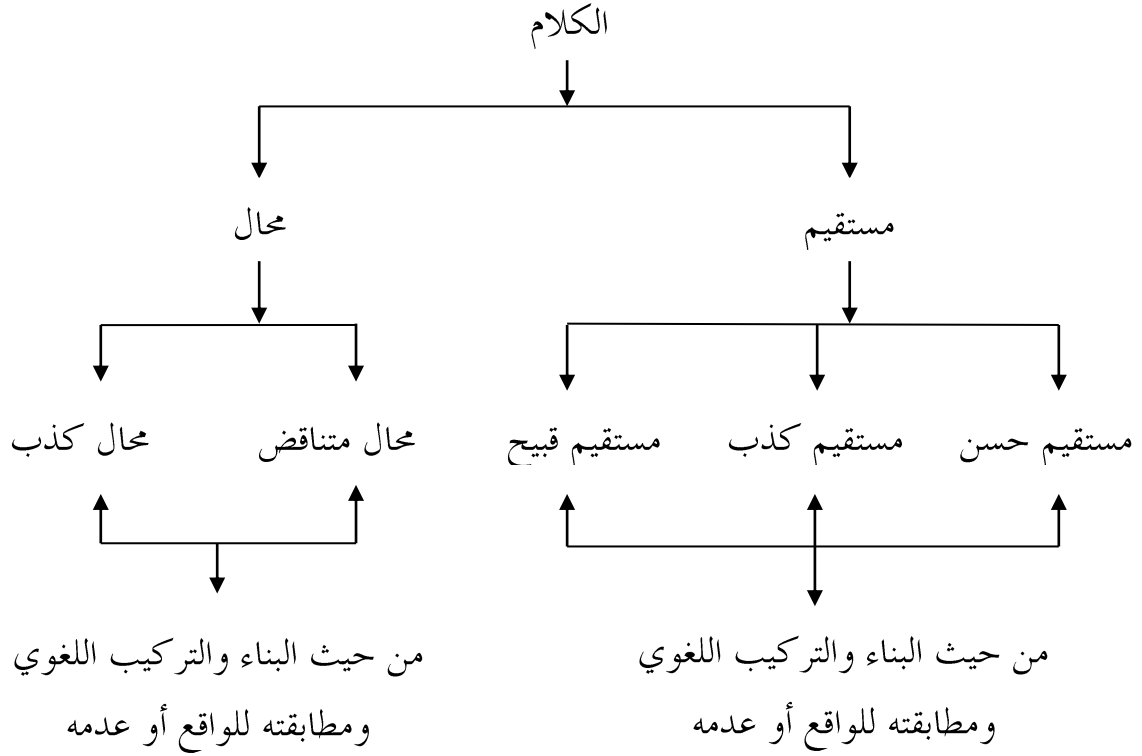 الكلام
مستقيم
محال
مستقيم حسن
مستقيم كذب
مستقيم قبيح
محال متناقض
محال كذب
من حيث البناء والتركيب اللغوي
ومطابقته للواقع أو عدمه
من حيث البناء والتركيب اللغوي
ومطابقته للواقع أو عدمه